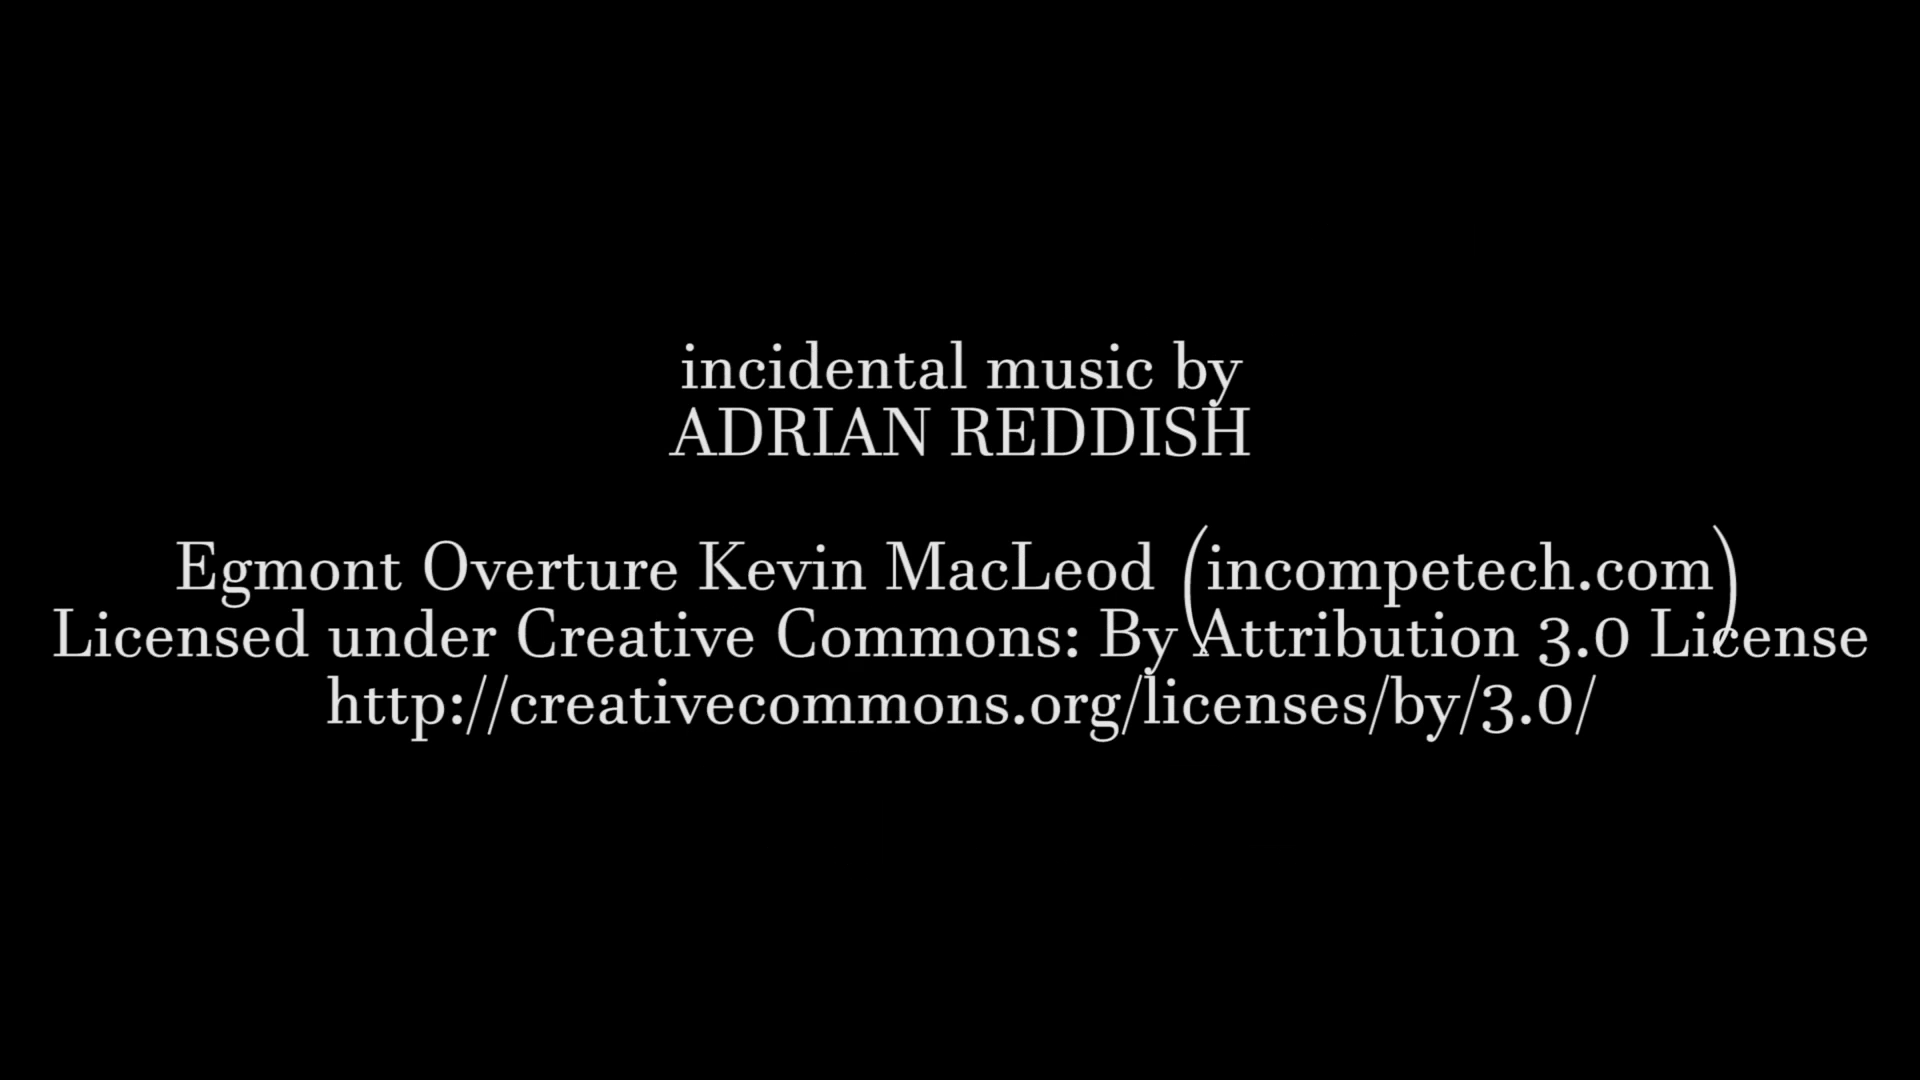 incidental music by
ADRIAN REDDISH
Egmont Overture Kevin MacLeod (incompetech.com)
Licensed under Creative Commons: By Attribution 3.0 License
http://creativecommons.org/licenses/by/3.0/